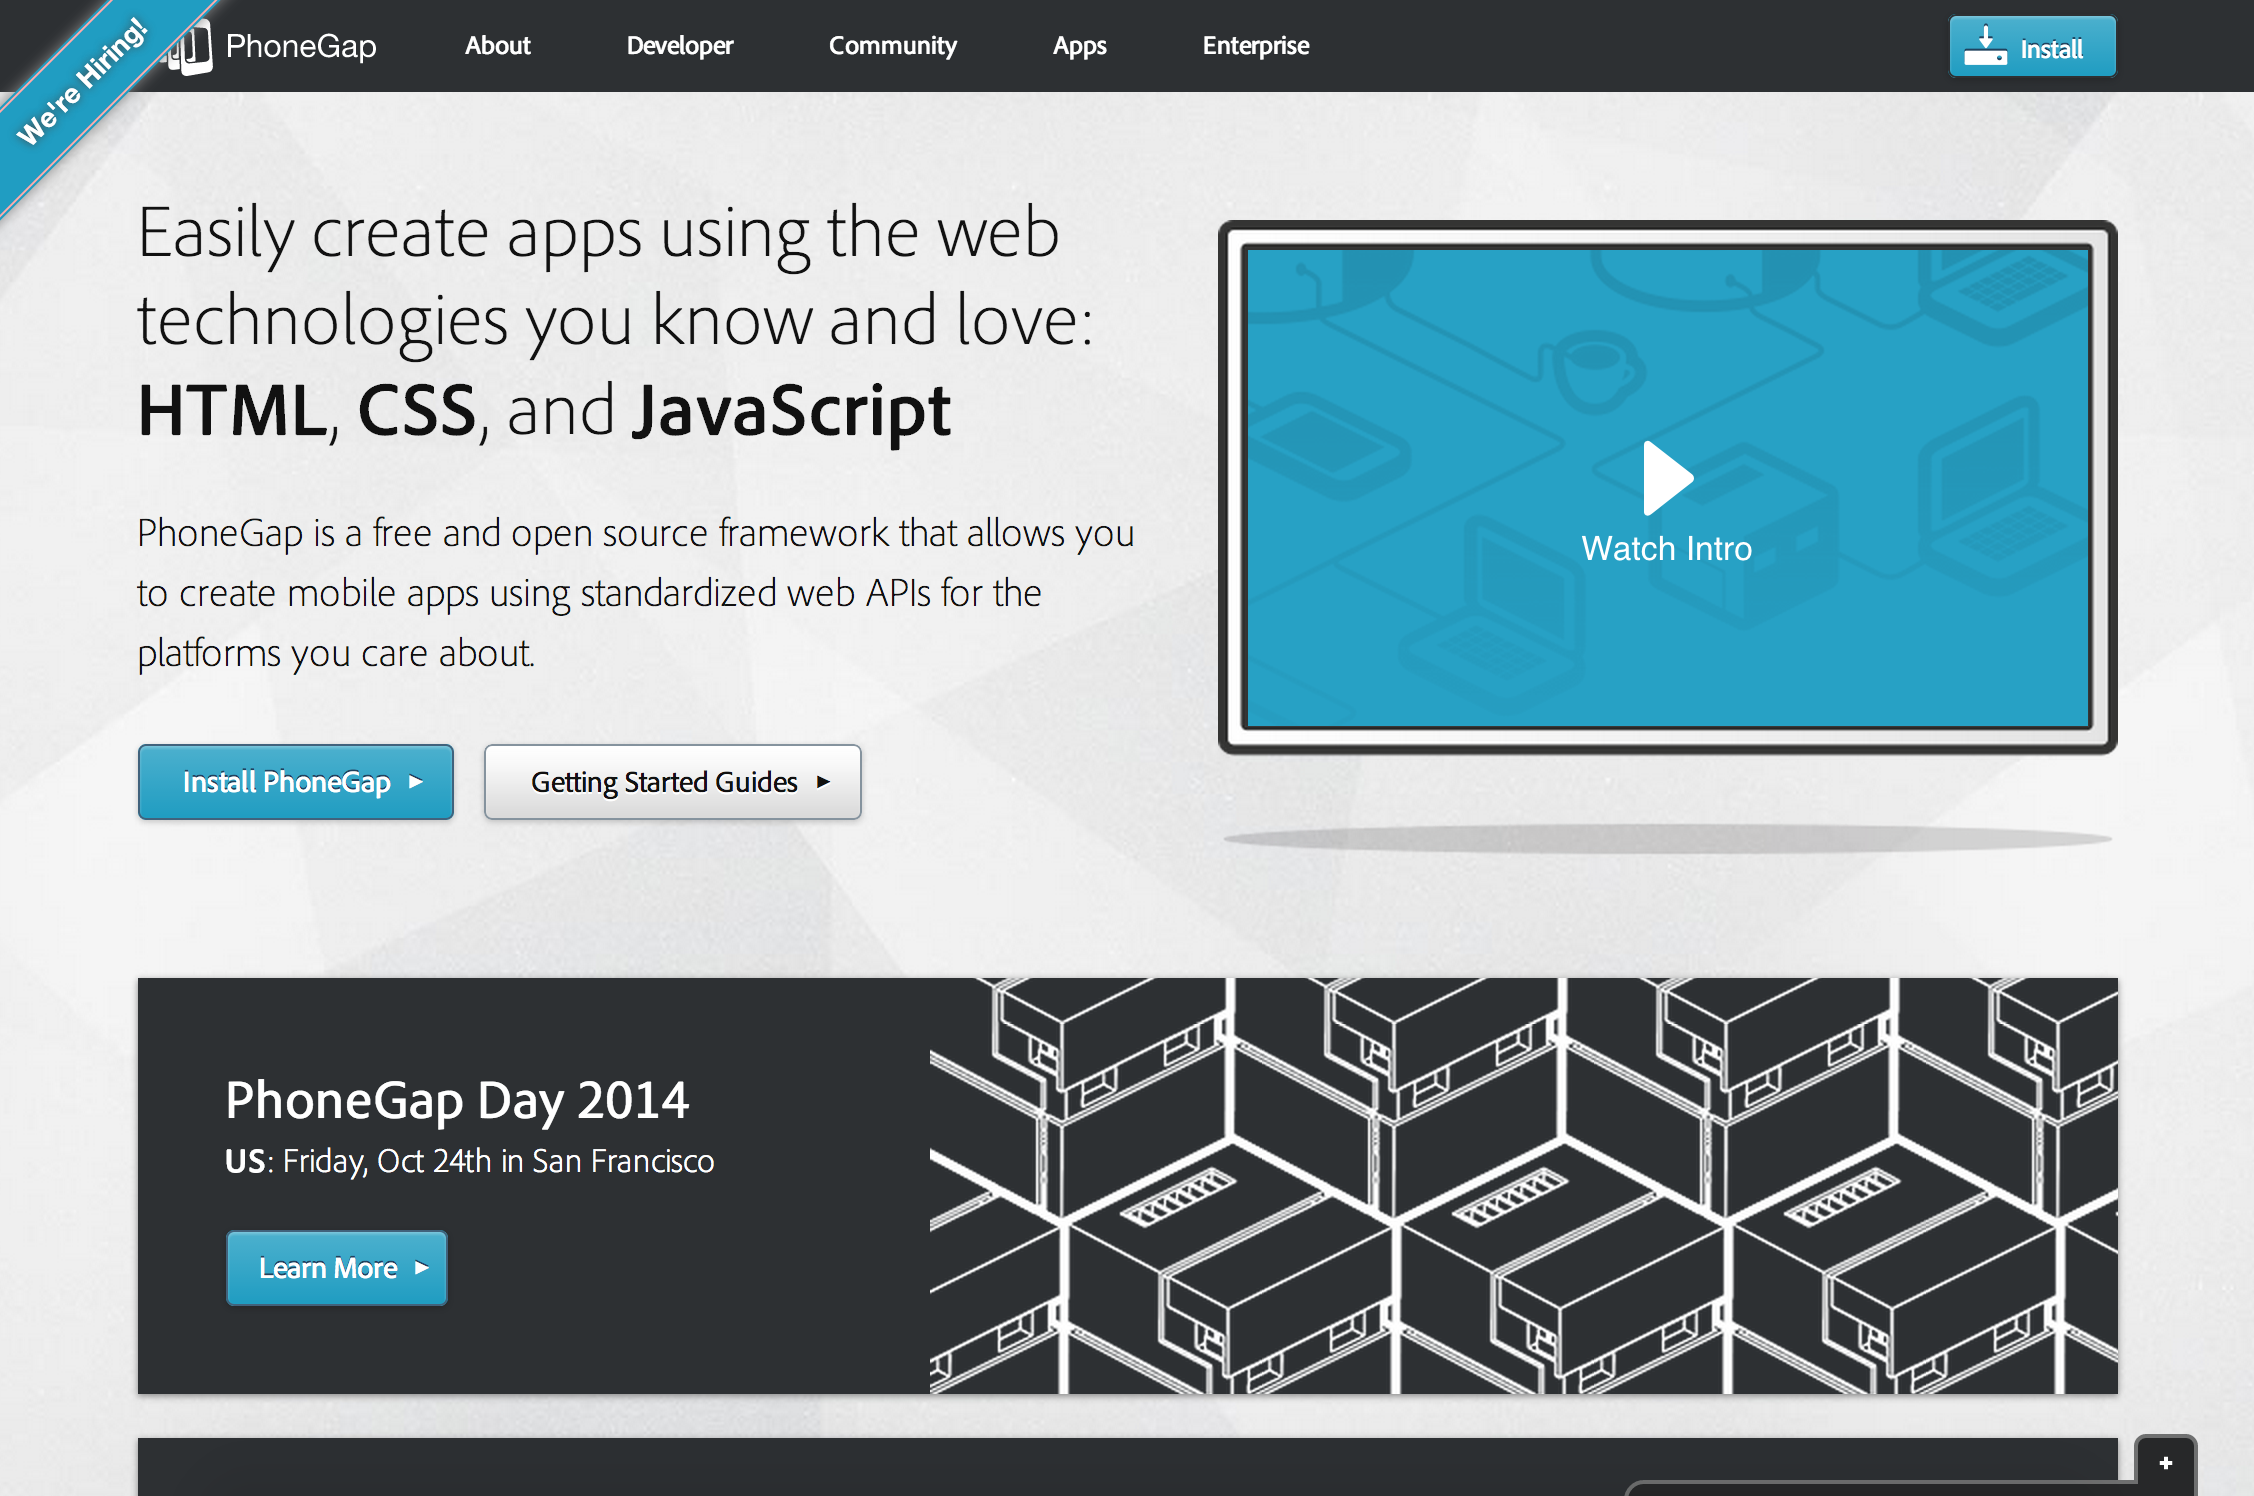 We're Hiring!
PhoneGap
About
Developer
Community
Apps
Enterprise
Install
Easily create apps using the web
technologies you know and love:
HTML, CSS, and JavaScript
PhoneGap is a free and open source framework that allows you
to create mobile apps using standardized web APIs for the
platforms you care about.
Install PhoneGap ►
Getting Started Guides ►
Watch Intro
PhoneGap Day 2014
US: Friday, Oct 24th in San Francisco
Learn More ►
+